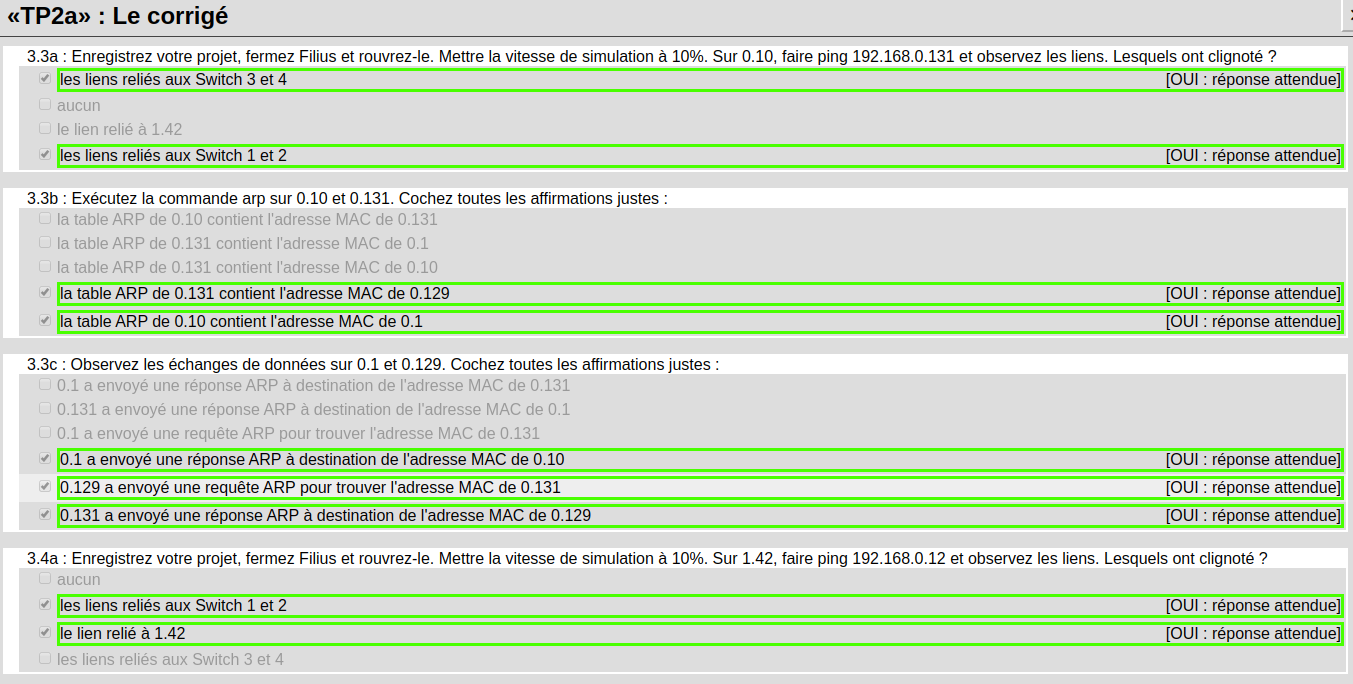 «TP2a» : Le corrigé
3.3a : Enregistrez votre projet, fermez Filius et rouvrez-le. Mettre la vitesse de simulation à 10%. Sur 0.10, faire ping 192.168.0.131 et observez les liens. Lesquels ont clignoté ?
les liens reliés aux Switch 3 et 4 [OUI : réponse attendue]
aucun
le lien relié à 1.42
les liens reliés aux Switch 1 et 2 [OUI : réponse attendue]
3.3b : Exécutez la commande arp sur 0.10 et 0.131. Cochez toutes les affirmations justes :
la table ARP de 0.10 contient l'adresse MAC de 0.131
la table ARP de 0.131 contient l'adresse MAC de 0.1
la table ARP de 0.131 contient l'adresse MAC de 0.10
la table ARP de 0.131 contient l'adresse MAC de 0.129 [OUI : réponse attendue]
la table ARP de 0.10 contient l'adresse MAC de 0.1 [OUI : réponse attendue]
3.3c : Observez les échanges de données sur 0.1 et 0.129. Cochez toutes les affirmations justes :
0.1 a envoyé une réponse ARP à destination de l'adresse MAC de 0.131
0.131 a envoyé une réponse ARP à destination de l'adresse MAC de 0.1
0.1 a envoyé une requête ARP pour trouver l'adresse MAC de 0.131
0.1 a envoyé une réponse ARP à destination de l'adresse MAC de 0.10 [OUI : réponse attendue]
0.129 a envoyé une requête ARP pour trouver l'adresse MAC de 0.131 [OUI : réponse attendue]
0.131 a envoyé une réponse ARP à destination de l'adresse MAC de 0.129 [OUI : réponse attendue]
3.4a : Enregistrez votre projet, fermez Filius et rouvrez-le. Mettre la vitesse de simulation à 10%. Sur 1.42, faire ping 192.168.0.12 et observez les liens. Lesquels ont clignoté ?
aucun
les liens reliés aux Switch 1 et 2 [OUI : réponse attendue]
le lien relié à 1.42 [OUI : réponse attendue]
les liens reliés aux Switch 3 et 4